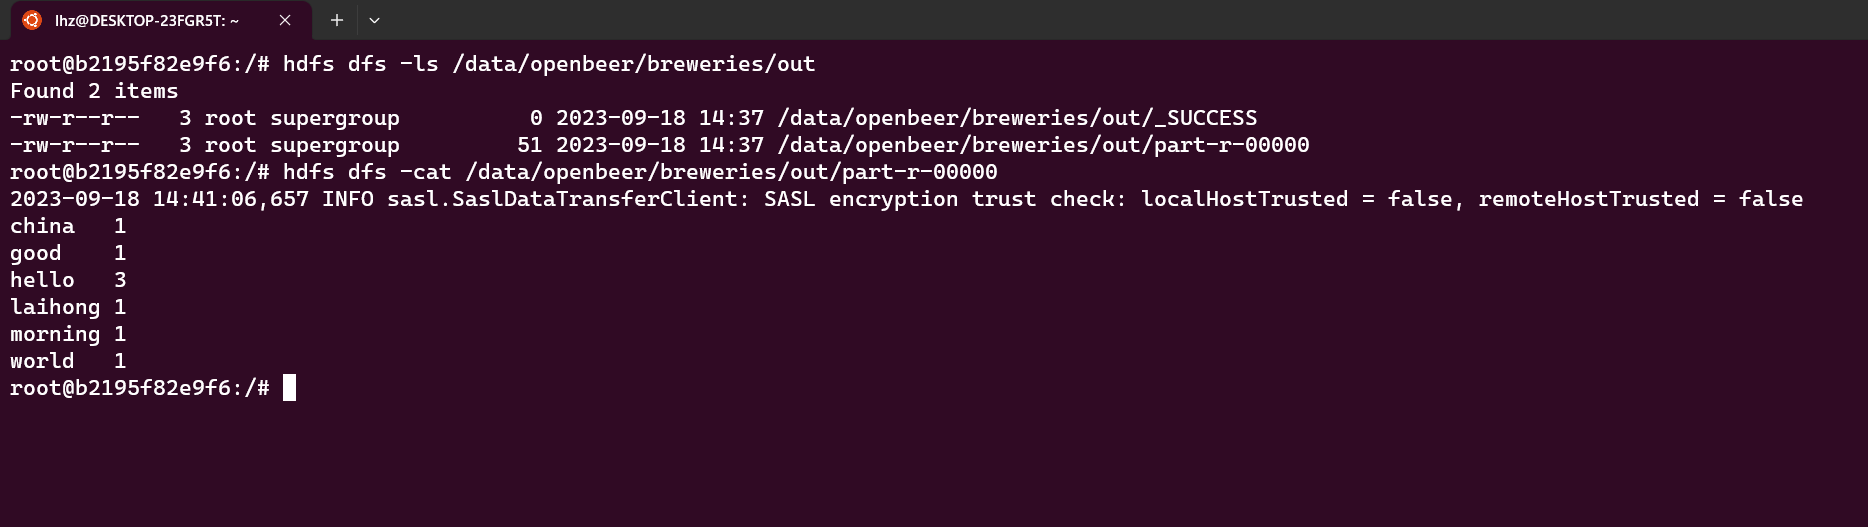 lhz@DESKTOP-23FGR5T: ~
root@b2195f82e9f6:/# hdfs dfs -ls /data/openbeer/breweries/out
Found 2 items
-rw-r--r--   3 root supergroup          0 2023-09-18 14:37 /data/openbeer/breweries/out/_SUCCESS
-rw-r--r--   3 root supergroup         51 2023-09-18 14:37 /data/openbeer/breweries/out/part-r-00000
root@b2195f82e9f6:/# hdfs dfs -cat /data/openbeer/breweries/out/part-r-00000
2023-09-18 14:41:06,657 INFO sasl.SaslDataTransferClient: SASL encryption trust check: localHostTrusted = false, remoteHostTrusted = false
china   1
good    1
hello   3
laihong 1
morning 1
world   1
root@b2195f82e9f6:/#